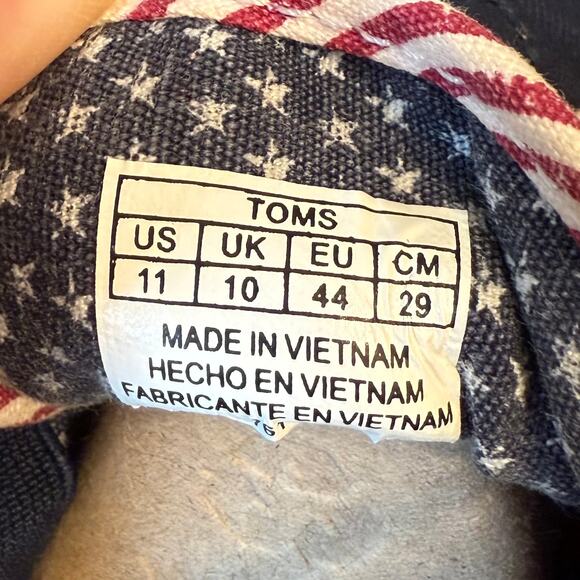 TOMS
US UK EU CM
11 10 44 29
MADE IN VIETNAM
HECHO EN VIETNAM
FABRICANTE EN VIETNAM